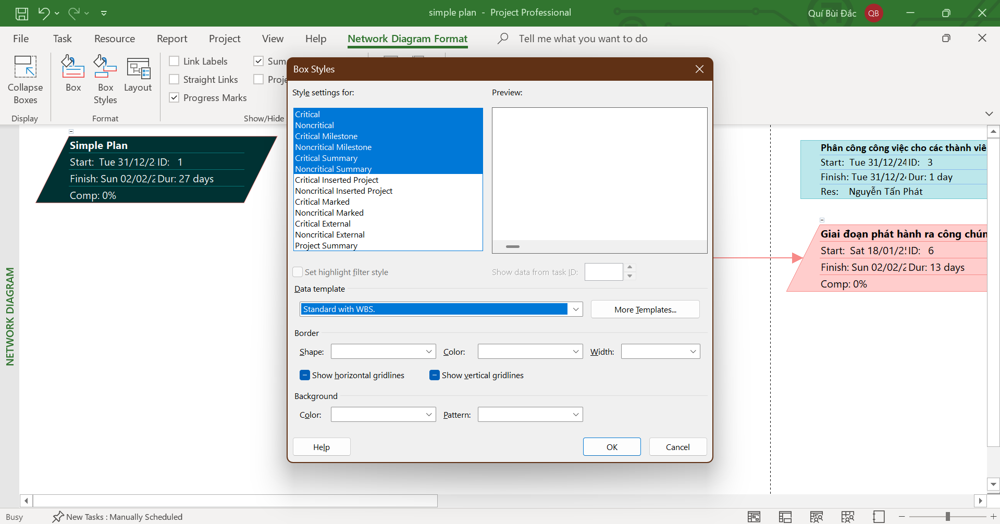 simple plan - Project Professional
Quí Bùi Đắc
QB
File Task Resource Report Project View Help Network Diagram Format Tell me what you want to do
Collapse Boxes
Box
Box Styles
Layout
Link Labels
Straight Links
Progress Marks
Sum
Proje
Display
Format
Show/Hide
NETWORK DIAGRAM
Simple Plan
Start: Tue 31/12/2 ID: 1
Finish: Sun 02/02/2 Dur: 27 days
Comp: 0%
Box Styles
Style settings for:
Preview:
Critical
Noncritical
Critical Milestone
Noncritical Milestone
Critical Summary
Noncritical Summary
Critical Inserted Project
Noncritical Inserted Project
Critical Marked
Noncritical Marked
Critical External
Noncritical External
Project Summary
Set highlight filter style
Show data from task ID:
Data template
Standard with WBS.
More Templates...
Border
Shape:
Color:
Width:
Show horizontal gridlines
Show vertical gridlines
Background
Color:
Pattern:
Help
OK
Cancel
Phân công công việc cho các thành viê
Start: Tue 31/12/24 ID: 3
Finish: Tue 31/12/2 Dur: 1 day
Res: Nguyễn Tấn Phát
Giai đoạn phát hành ra công chún
Start: Sat 18/01/2 ID: 6
Finish: Sun 02/02/2 Dur: 13 days
Comp: 0%
Busy
New Tasks : Manually Scheduled